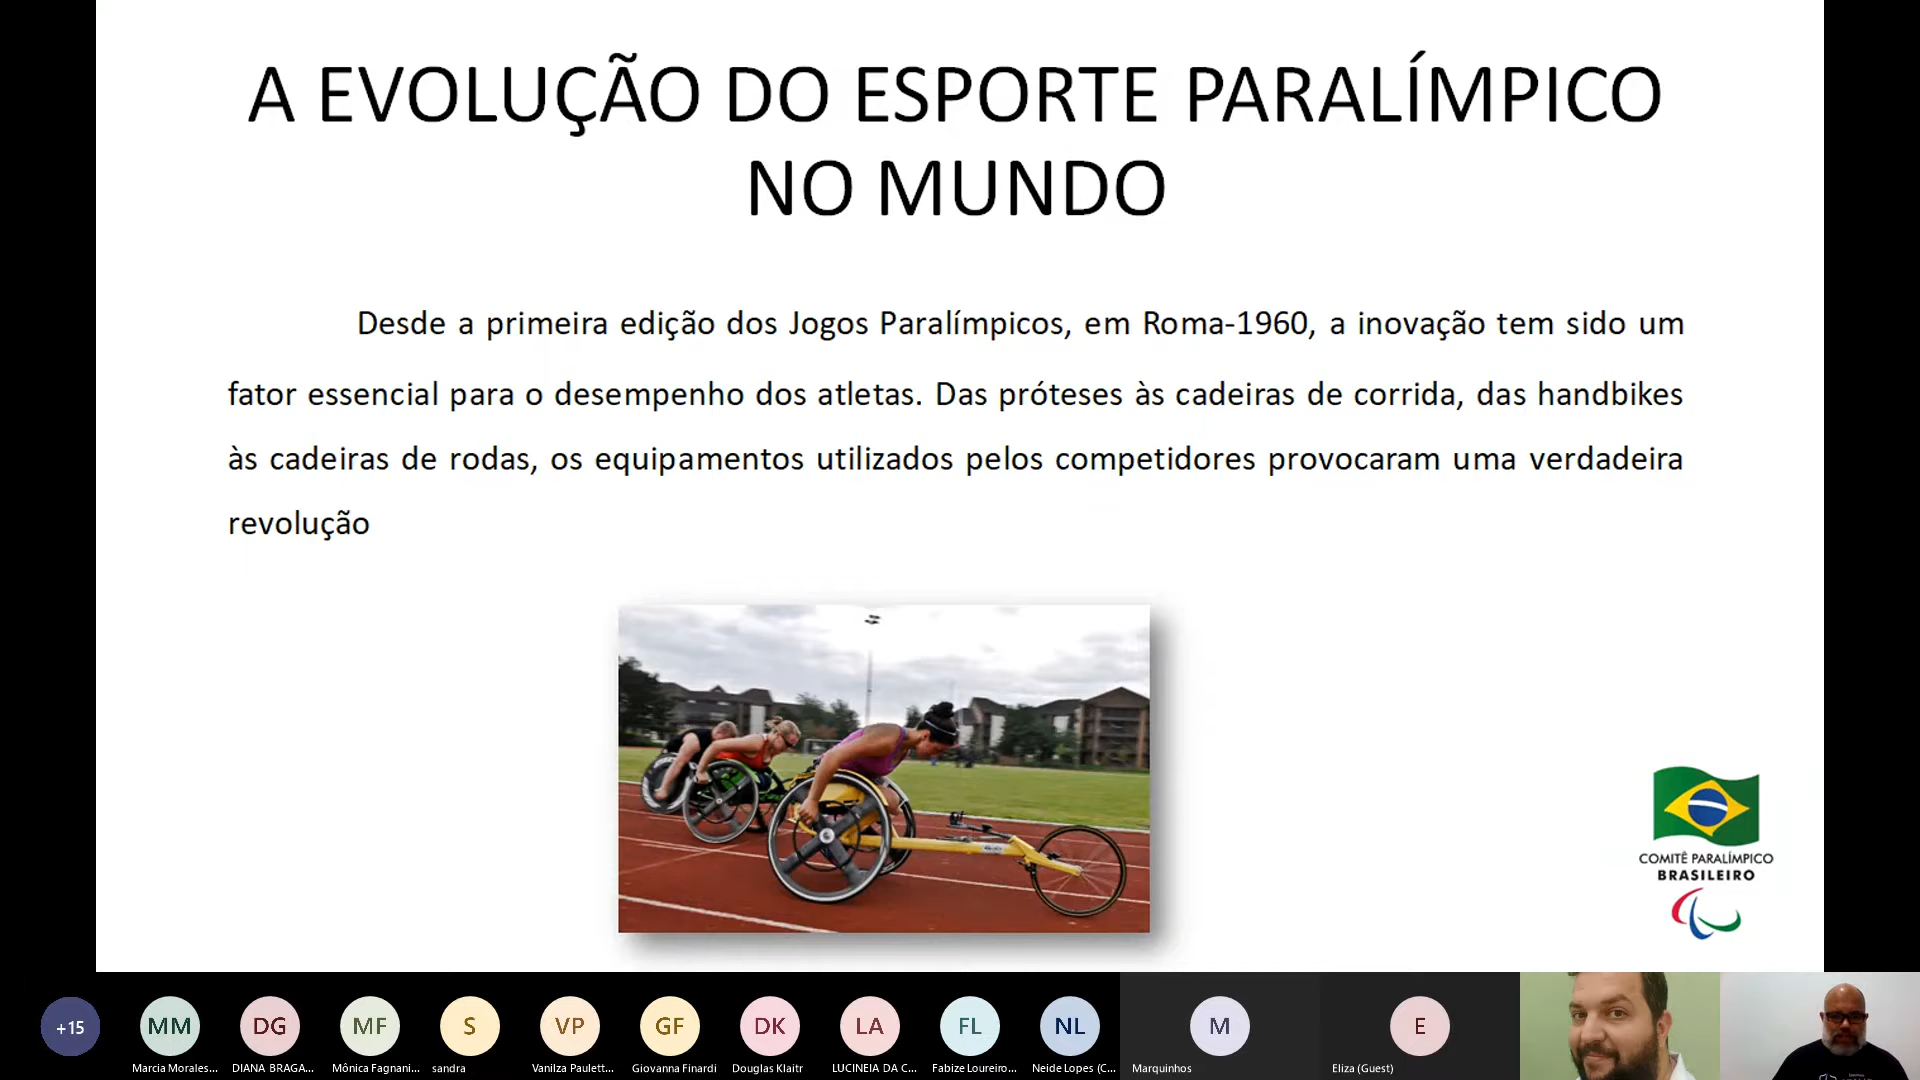 A EVOLUÇÃO DO ESPORTE PARALÍMPICO
NO MUNDO
Desde a primeira edição dos Jogos Paralímpicos, em Roma-1960, a inovação tem sido um
fator essencial para o desempenho dos atletas. Das próteses às cadeiras de corrida, das handbikes
às cadeiras de rodas, os equipamentos utilizados pelos competidores provocaram uma verdadeira
revolução
COMITÊ PARALÍMPICO
BRASILEIRO
+15
MM
DG
MF
S
VP
GF
DK
LA
FL
NL
M
E
Marcia Morales...
DIANA BRAGA...
Mônica Fagnani...
sandra
Vanilza Paulett...
Giovanna Finardi
Douglas Klaitr
LUCINEIA DA C...
Fabize Loureiro...
Neide Lopes (C...
Marquinhos
Eliza (Guest)